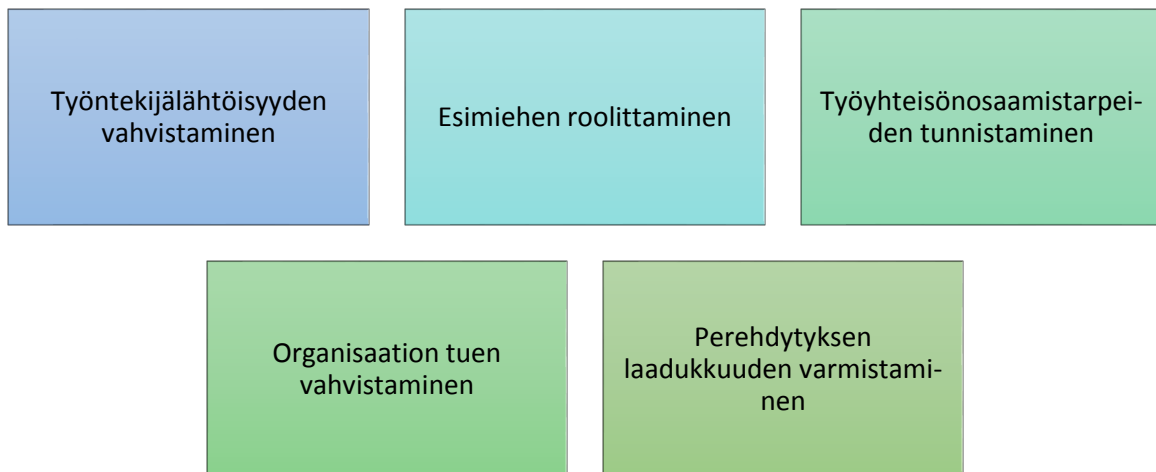 Työntekijälähtöisyyden
vahvistaminen
Esimiehen roolittaminen
Työyhteisönosaamistarpei-
den tunnistaminen
Organisaation tuen
vahvistaminen
Perehdytyksen
laadukkuuden varmistami-
nen